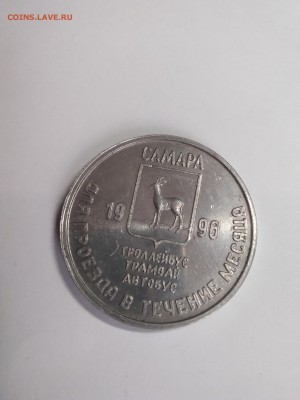 COINS.LAVE.RU
САМАРА
19 96
ТРОЛЛЕЙБУС
ТРАМВАЙ
АВТОБУС
ПРОЕЗДА В ТЕЧЕНИЕ МЕСЯЦА